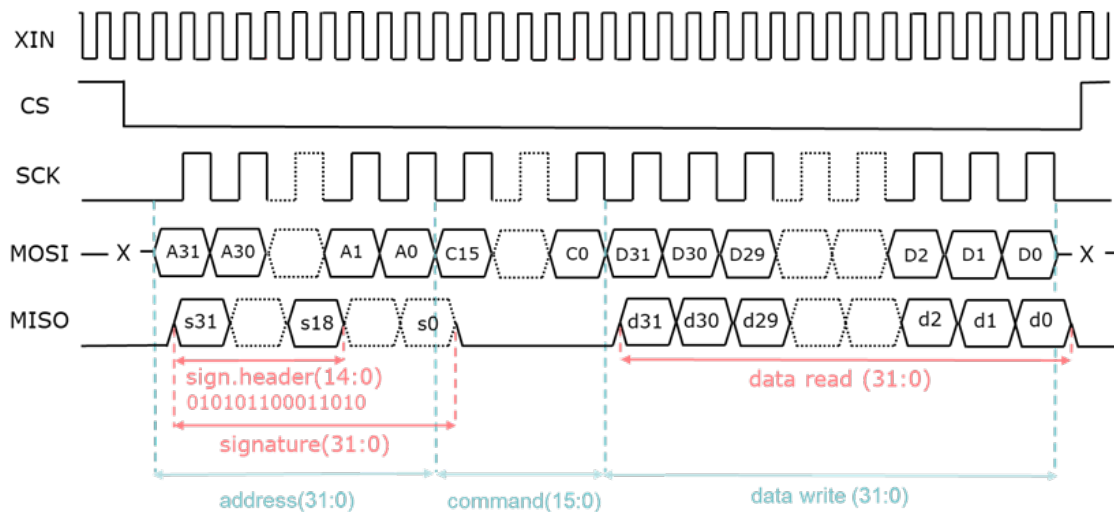 XIN
CS
SCK
MOSI X A31 A30 A1 A0 C15 C0 D31 D30 D29 D2 D1 D0 X
MISO s31 s18 s0 d31 d30 d29 d2 d1 d0
sign.header(14:0)
010101100011010
data read (31:0)
signature(31:0)
address(31:0) command(15:0) data write (31:0)